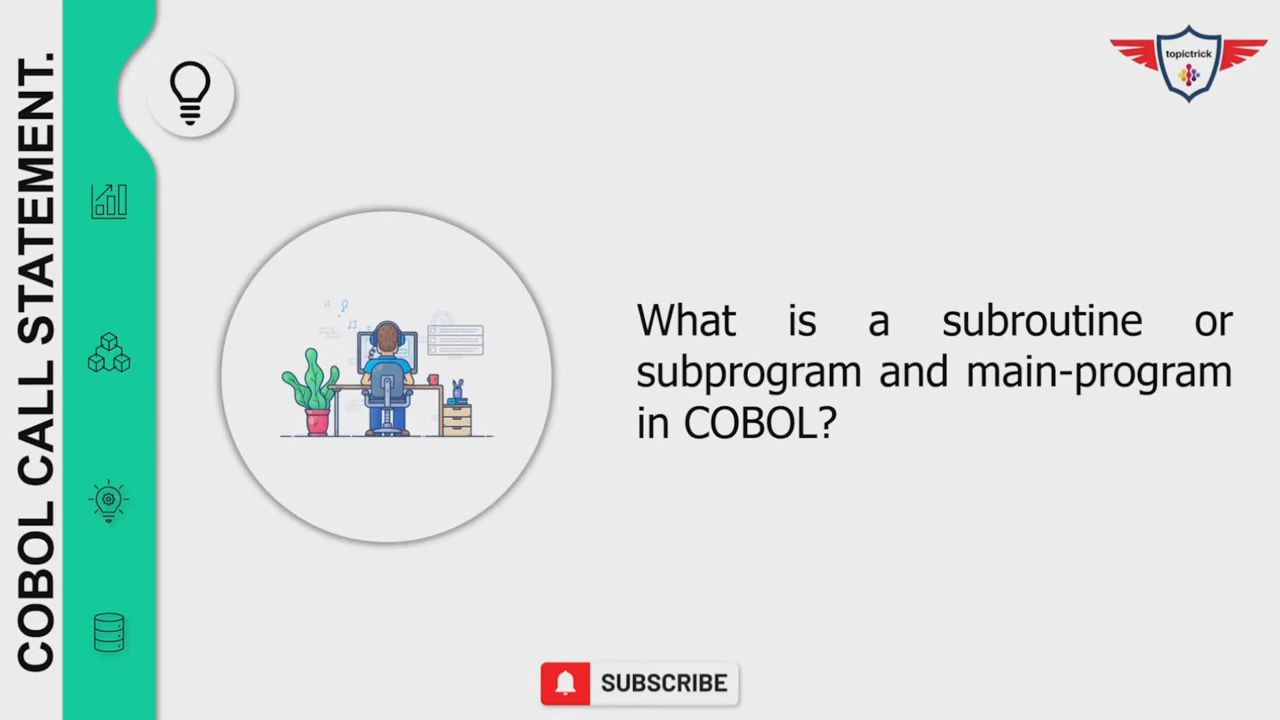 COBOL CALL STATEMENT.
topictrick
What is a subroutine or
subprogram and main-program
in COBOL?
SUBSCRIBE